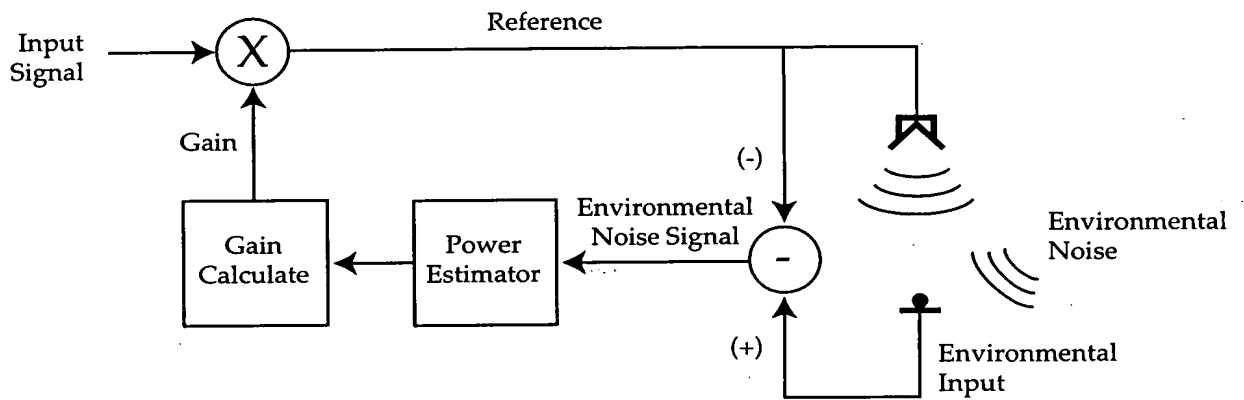 Input
Signal
X
Reference
Gain
(-)
Gain
Calculate
Power
Estimator
Environmental
Noise Signal
-
Environmental
Noise
(+)
Environmental
Input